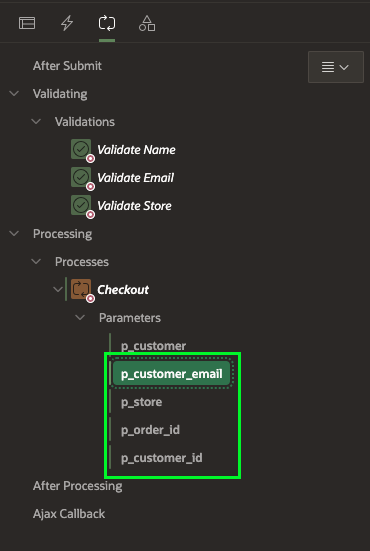 After Submit
Validating
Validations
Validate Name
Validate Email
Validate Store
Processing
Processes
Checkout
Parameters
p_customer
p_customer_email
p_store
p_order_id
p_customer_id
After Processing
Ajax Callback